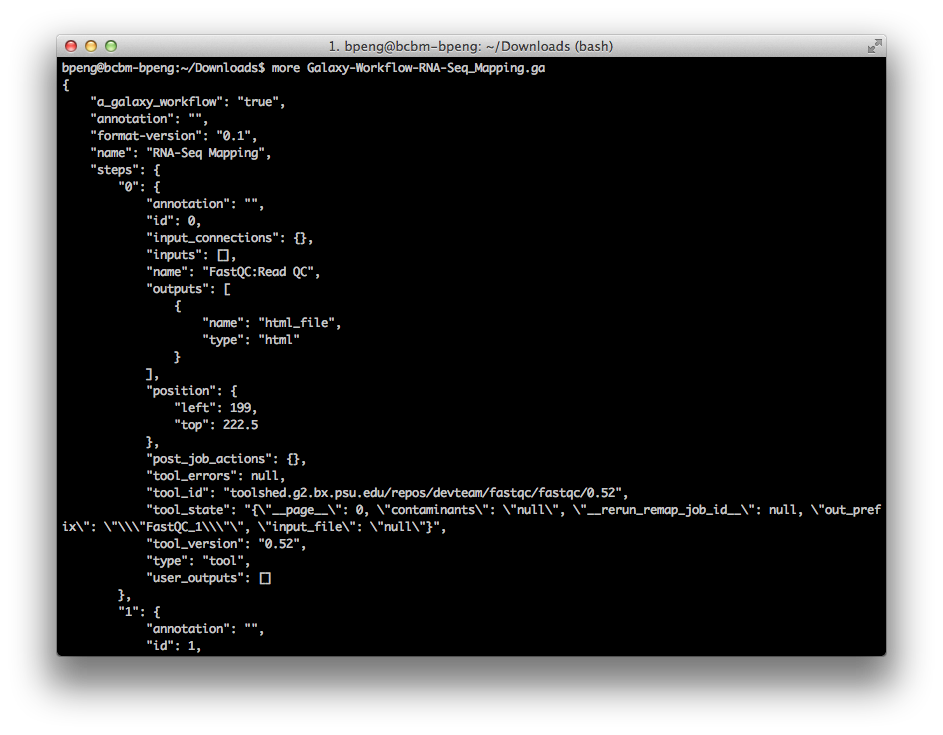 1. bpeng@bcbm-bpeng: ~/Downloads (bash)
bpeng@bcbm-bpeng:~/Downloads$ more Galaxy-Workflow-RNA-Seq_Mapping.ga
{
    "a_galaxy_workflow": "true",
    "annotation": "",
    "format-version": "0.1",
    "name": "RNA-Seq Mapping",
    "steps": {
        "0": {
            "annotation": "",
            "id": 0,
            "input_connections": {},
            "inputs": [],
            "name": "FastQC:Read QC",
            "outputs": [
                {
                    "name": "html_file",
                    "type": "html"
                }
            ],
            "position": {
                "left": 199,
                "top": 222.5
            },
            "post_job_actions": {},
            "tool_errors": null,
            "tool_id": "toolshed.g2.bx.psu.edu/repos/devteam/fastqc/fastqc/0.52",
            "tool_state": "{\"__page__\": 0, \"contaminants\": \"null\", \"__rerun_remap_job_id__\": null, \"out_pref
ix\": \"\\\"FastQC_1\\\"\", \"input_file\": \"null\"}",
            "tool_version": "0.52",
            "type": "tool",
            "user_outputs": []
        },
        "1": {
            "annotation": "",
            "id": 1,